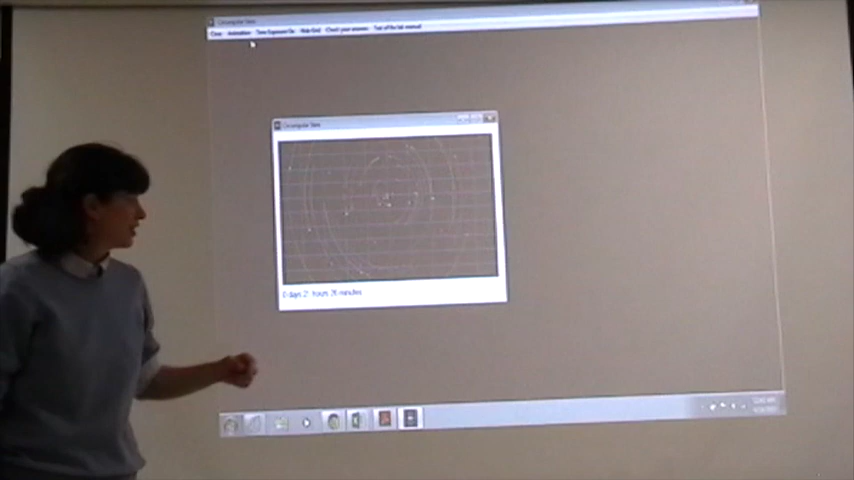 Circumpolar Stars
Close Animation Time Exposure On Hide Grid Check your answers Text of the lab manual
Circumpolar Stars
0 days 21 hours 26 minutes